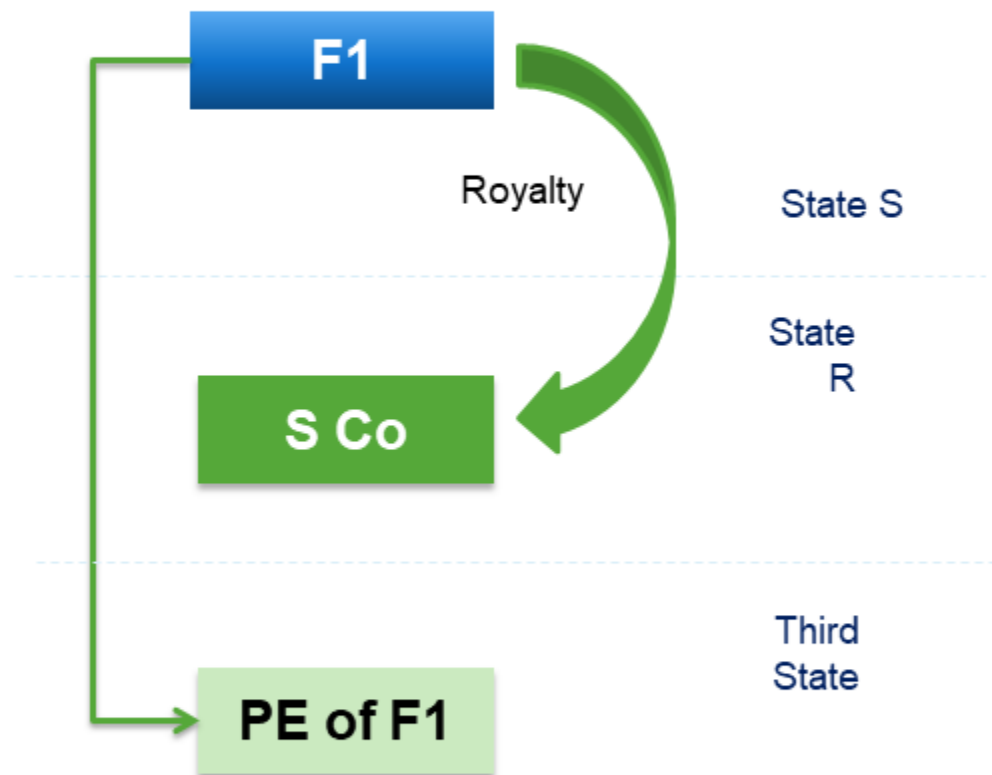 F1
Royalty
State S
State
R
S Co
Third
State
PE of F1